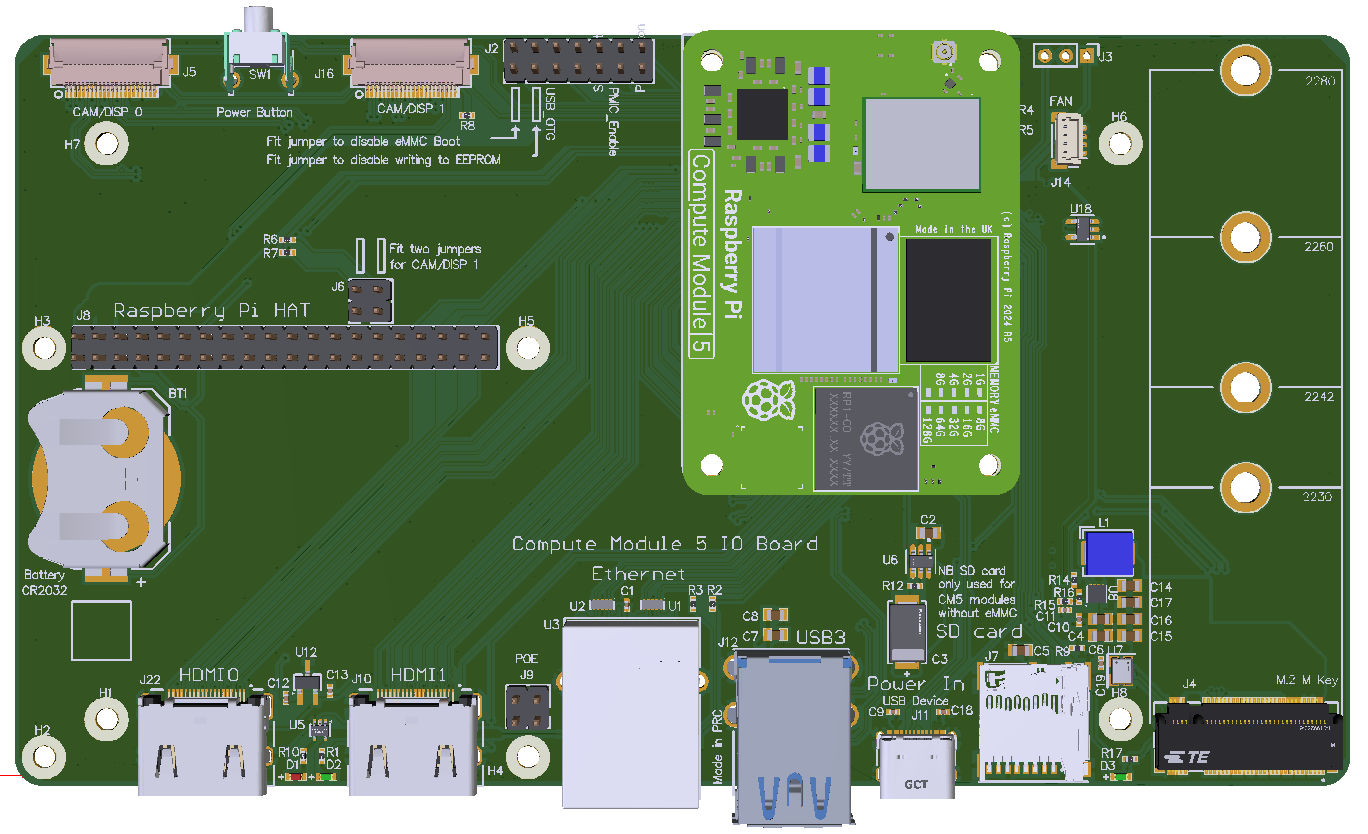 J5
SW1
J16
J2
J3
2280
CAM/DISP 0
Power Button
CAM/DISP 1
R8
USB_OTG
PMC_Enable
S
P
R4
R5
FAN
H6
J14
H7
Fit jumper to disable eMMC Boot
Fit jumper to disable writing to EEPROM
Raspberry Pi
Compute Module 5
Made in the UK
(c) Raspberry Pi 2024 R5
U18
2260
R6
R7
Fit two jumpers
for CAM/DISP 1
J6
Raspberry Pi HAT
H3
J8
H5
MEMORY
1G
2G
4G
8G
eMMC
8G
16G
32G
64G
128G
2242
BT1
2230
Battery
CR2032
+
Compute Module 5 IO Board
Ethernet
U2
C1
U1
R3
R2
U3
C2
U6
R12
NB SD card
only used for
CM5 modules
without eMMC
L1
R14
R16
R15
C11
C10
U8
C14
C17
C16
C15
C4
C8
C7
J12
USB3
SD card
C3
+
C5
R9
C6
U7
C19
J7
H8
HDMI0
U12
HDMI1
POE
J9
J22
C12
C13
J10
Power In
USB Device
C9
J11
C18
J4
M.2 M Key
H1
H2
U5
R10
D1
R1
D2
H4
Made in PRC
GCT
R17
D3
TE